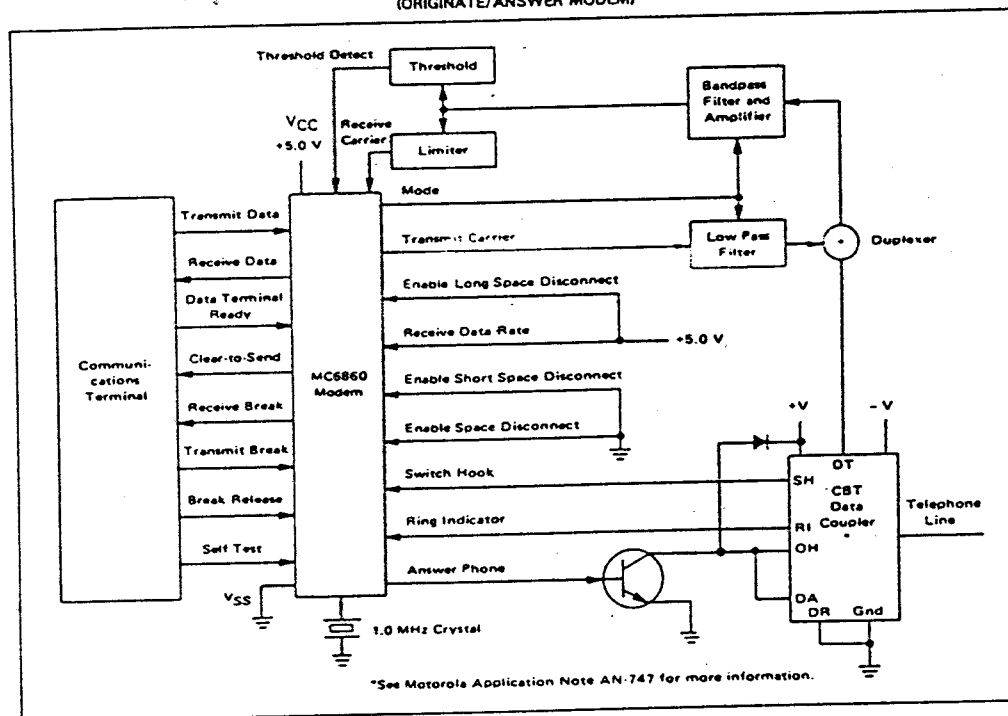 (ORIGINATE/ANSWER MODEM)
Threshold Detect
Threshold
Bandpass
Filter and
Amplifier
VCC
+5.0 V
Receive
Carrier
Limiter
Mode
Transmit Data
Transmit Carrier
Low Pass
Filter
Duplexer
Receive Data
Enable Long Space Disconnect
Data Terminal
Ready
Receive Data Rate
+5.0 V
Clear-to-Send
Communi-
cations
Terminal
MC6860
Modem
Enable Short Space Disconnect
Receive Break
Enable Space Disconnect
+V
-V
Transmit Break
Switch Hook
SH
DT
CBT
Data
Coupler
*
Telephone
Line
Break Release
Ring Indicator
RI
OH
Self Test
Answer Phone
DA
DR
Gnd
VSS
1.0 MHz Crystal
*See Motorola Application Note AN-747 for more information.